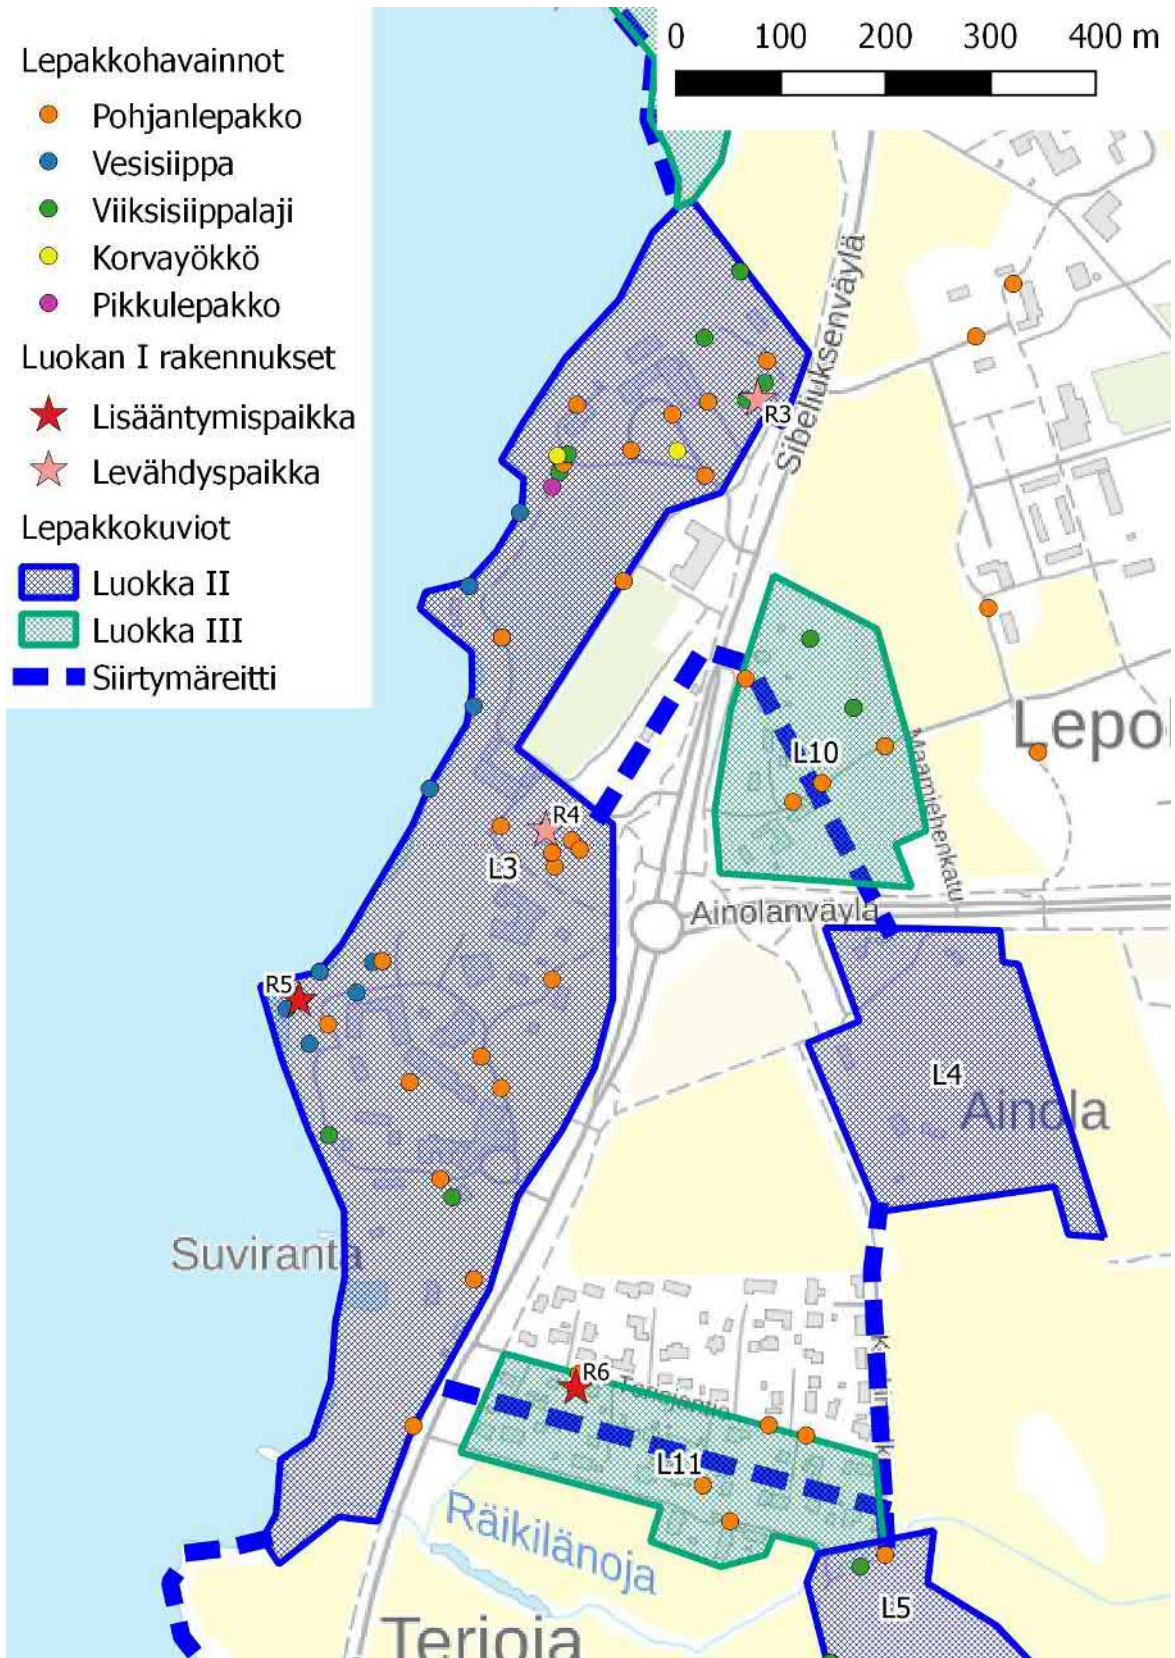 0 100 200 300 400 m
Lepakkohavainnot
Pohjanlepakko
Vesisiippa
Viiksisiippalaji
Korvayökkö
Pikkulepakko
Luokan I rakennukset
Lisääntymispaikka
Levähdyspaikka
Lepakkokuviot
Luokka II
Luokka III
Siirtymäreitti
Sibeliuksenväylä
R3
Lepo
L10
Maamiehenkatu
R4
L3
Ainolanväylä
R5
L4
Ainola
Suviranta
R6
L11
Räikilänoja
L5
Terioja